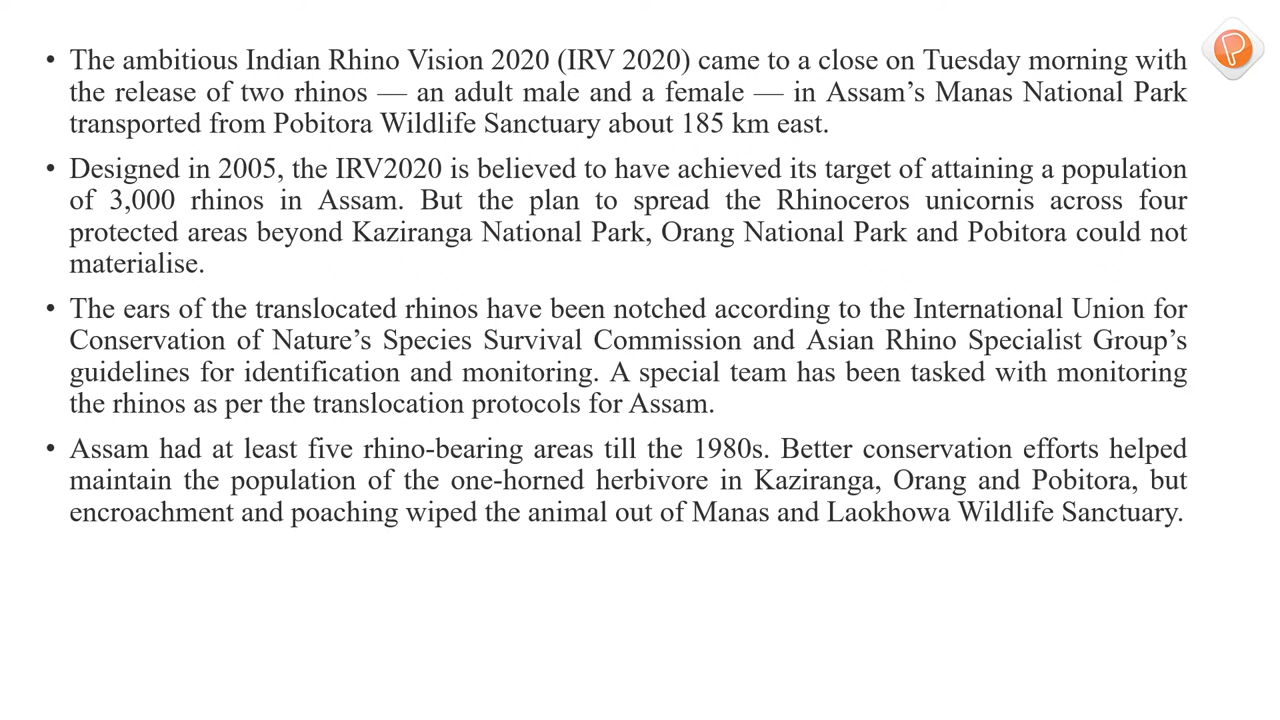 • The ambitious Indian Rhino Vision 2020 (IRV 2020) came to a close on Tuesday morning with
the release of two rhinos — an adult male and a female — in Assam’s Manas National Park
transported from Pobitora Wildlife Sanctuary about 185 km east.
• Designed in 2005, the IRV2020 is believed to have achieved its target of attaining a population
of 3,000 rhinos in Assam. But the plan to spread the Rhinoceros unicornis across four
protected areas beyond Kaziranga National Park, Orang National Park and Pobitora could not
materialise.
• The ears of the translocated rhinos have been notched according to the International Union for
Conservation of Nature’s Species Survival Commission and Asian Rhino Specialist Group’s
guidelines for identification and monitoring. A special team has been tasked with monitoring
the rhinos as per the translocation protocols for Assam.
• Assam had at least five rhino-bearing areas till the 1980s. Better conservation efforts helped
maintain the population of the one-horned herbivore in Kaziranga, Orang and Pobitora, but
encroachment and poaching wiped the animal out of Manas and Laokhowa Wildlife Sanctuary.